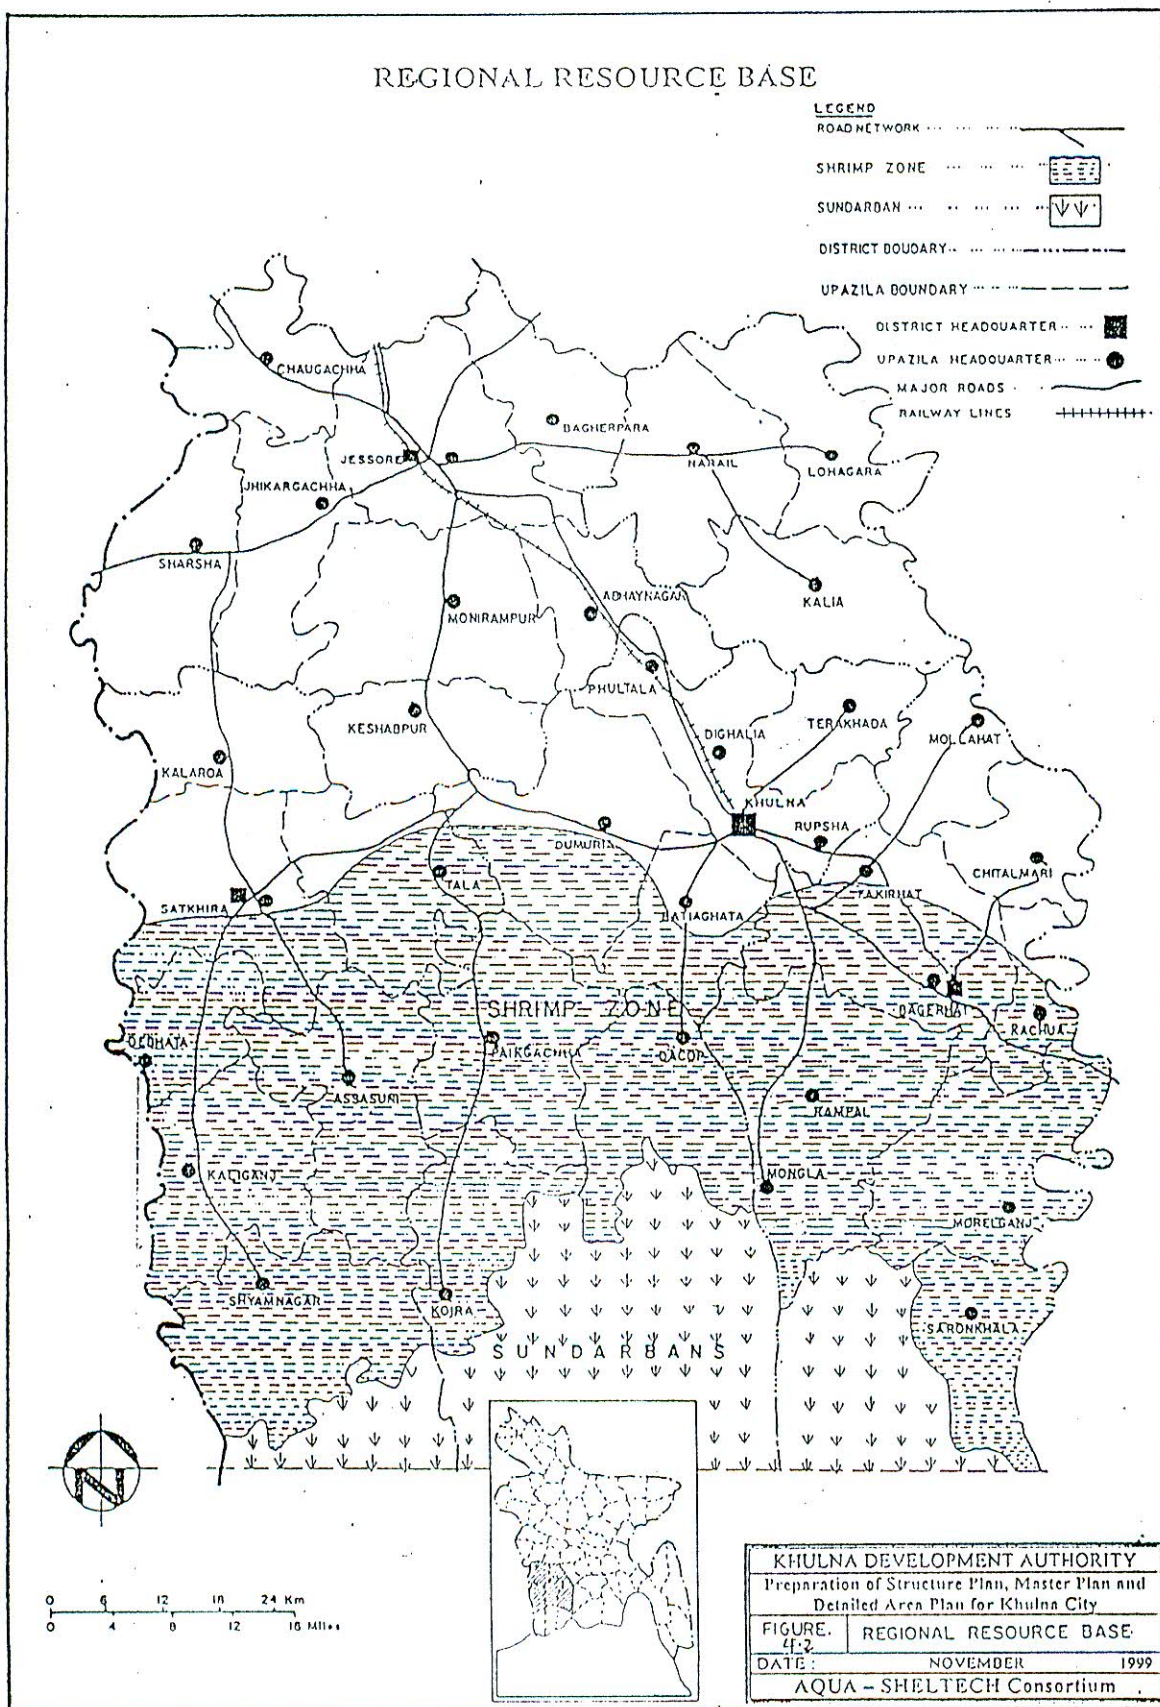 REGIONAL RESOURCE BASE
LEGEND
ROAD NETWORK
SHRIMP ZONE
SUNDARBAN
DISTRICT BOUDARY
UPAZILA BOUNDARY
DISTRICT HEADQUARTER
UPAZILA HEADQUARTER
MAJOR ROADS
RAILWAY LINES
CHAUGACHHA
BAGHERPARA
JESSORE
NARAIL
LOHAGARA
JHIKARGACHHA
SHARSHA
ABHAYNAGAR
KALIA
MONIRAMPUR
PHULTALA
KESHABPUR
TERAKHADA
DIGHALIA
MOLLAHAT
KALAROA
KHULNA
RUPSHA
DUMURIA
CHITALMARI
TALA
FAKIRHAT
SATKHIRA
BATIAGHATA
SHRIMP ZONE
BAGERHAT
RACHUA
DEBHATA
PAIKGACHHA
DACOP
ASSASUNI
RAMPAL
KALIGANJ
MONGLA
MORELGANJ
SHYAMNAGAR
KOJRA
SARONKHALA
SUNDARBANS
N
0 6 12 18 24 Km
0 4 8 12 16 Miles
KHULNA DEVELOPMENT AUTHORITY
Preparation of Structure Plan, Master Plan and
Detailed Area Plan for Khulna City
FIGURE. 4.2 REGIONAL RESOURCE BASE
DATE: NOVEMBER 1999
AQUA - SHELTECH Consortium